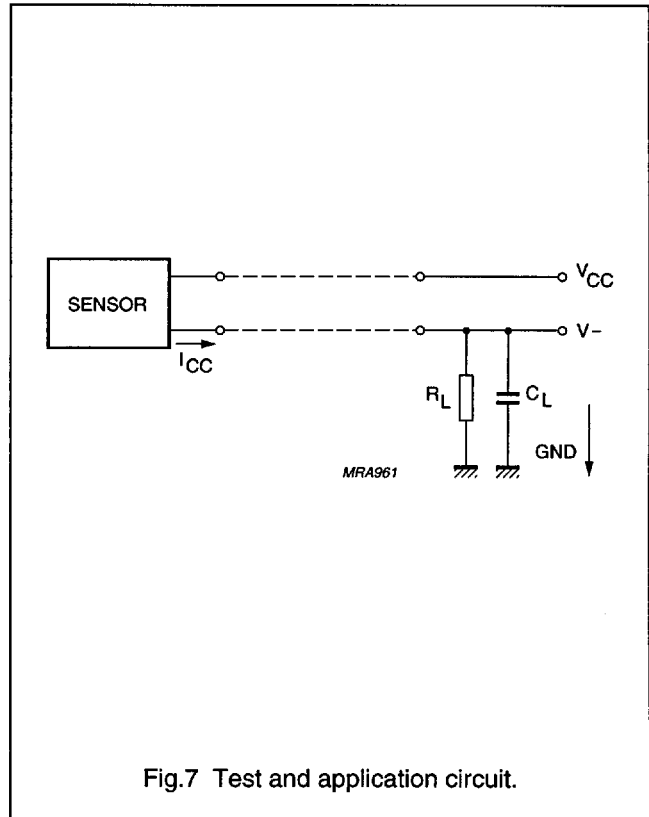 SENSOR
VCC
V–
ICC
RL
CL
GND
MRA961
Fig.7 Test and application circuit.